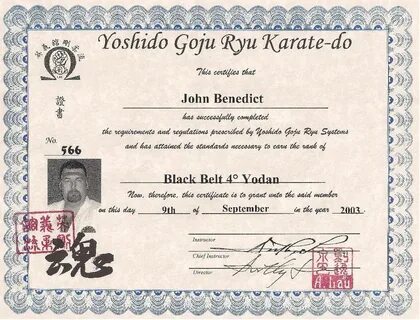 Yoshido Goju Ryu Karate-do
This certifies that
John Benedict
has successfully completed
the requirements and regulations prescribed by Yoshido Goju Ryu Systems
and has attained the standards necessary to earn the rank of
Black Belt 4° Yodan
Now, therefore, this certificate is to grant unto the said member
on this day 9th of September in the year 2003.
證書
No.
566
魂
Instructor
Chief Instructor
Director
A. Lau